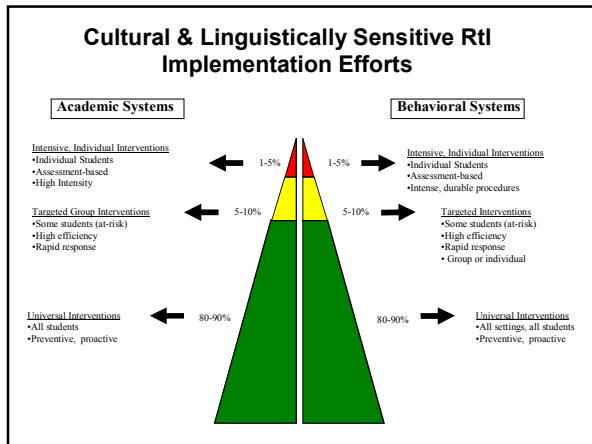 Cultural & Linguistically Sensitive RtI
Implementation Efforts
Academic Systems
Behavioral Systems
Intensive, Individual Interventions
•Individual Students
•Assessment-based
•High Intensity
1-5%
1-5%
Intensive, Individual Interventions
•Individual Students
•Assessment-based
•Intense, durable procedures
Targeted Group Interventions
•Some students (at-risk)
•High efficiency
•Rapid response
5-10%
5-10%
Targeted Interventions
•Some students (at-risk)
•High efficiency
•Rapid response
• Group or individual
Universal Interventions
•All students
•Preventive, proactive
80-90%
80-90%
Universal Interventions
•All settings, all students
•Preventive, proactive